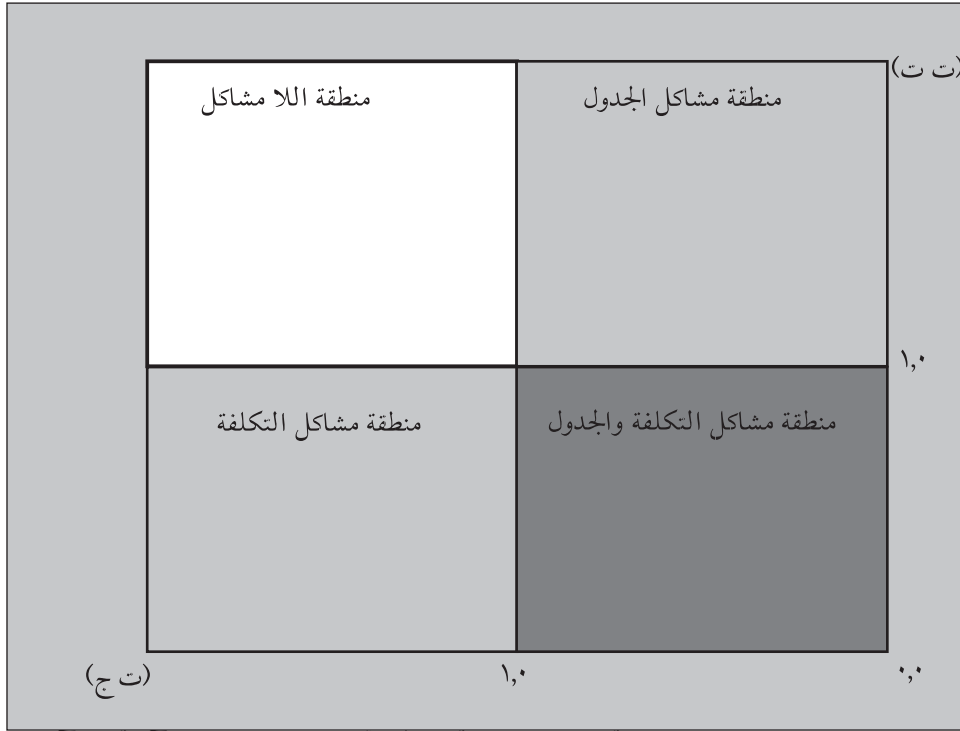 (ت ت)
منطقة مشاكل الجدول
منطقة اللا مشاكل
١,٠
منطقة مشاكل التكلفة والجدول
منطقة مشاكل التكلفة
٠,٠
١,٠
(ت ج)